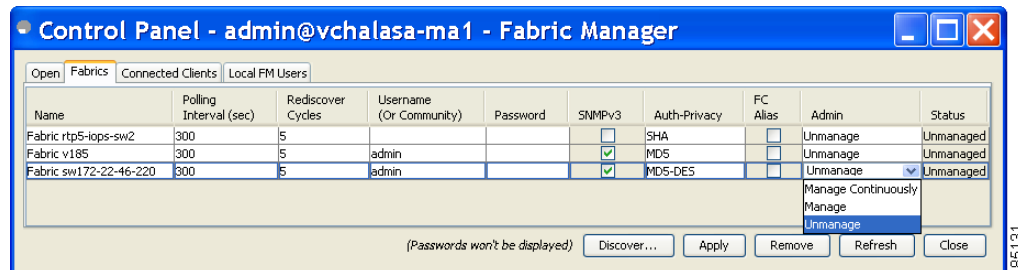 Control Panel - admin@vchalasa-ma1 - Fabric Manager
Open Fabrics Connected Clients Local FM Users
Name Polling Interval (sec) Rediscover Cycles Username (Or Community) Password SNMPv3 Auth-Privacy FC Alias Admin Status
Fabric rtp5-iops-sw2 300 5 SHA Unmanage Unmanaged
Fabric v185 300 5 admin MD5 Unmanage Unmanaged
Fabric sw172-22-46-220 300 5 admin MD5-DES Unmanage Unmanaged
Manage Continuously
Manage
Unmanage
(Passwords won't be displayed) Discover... Apply Remove Refresh Close
95131